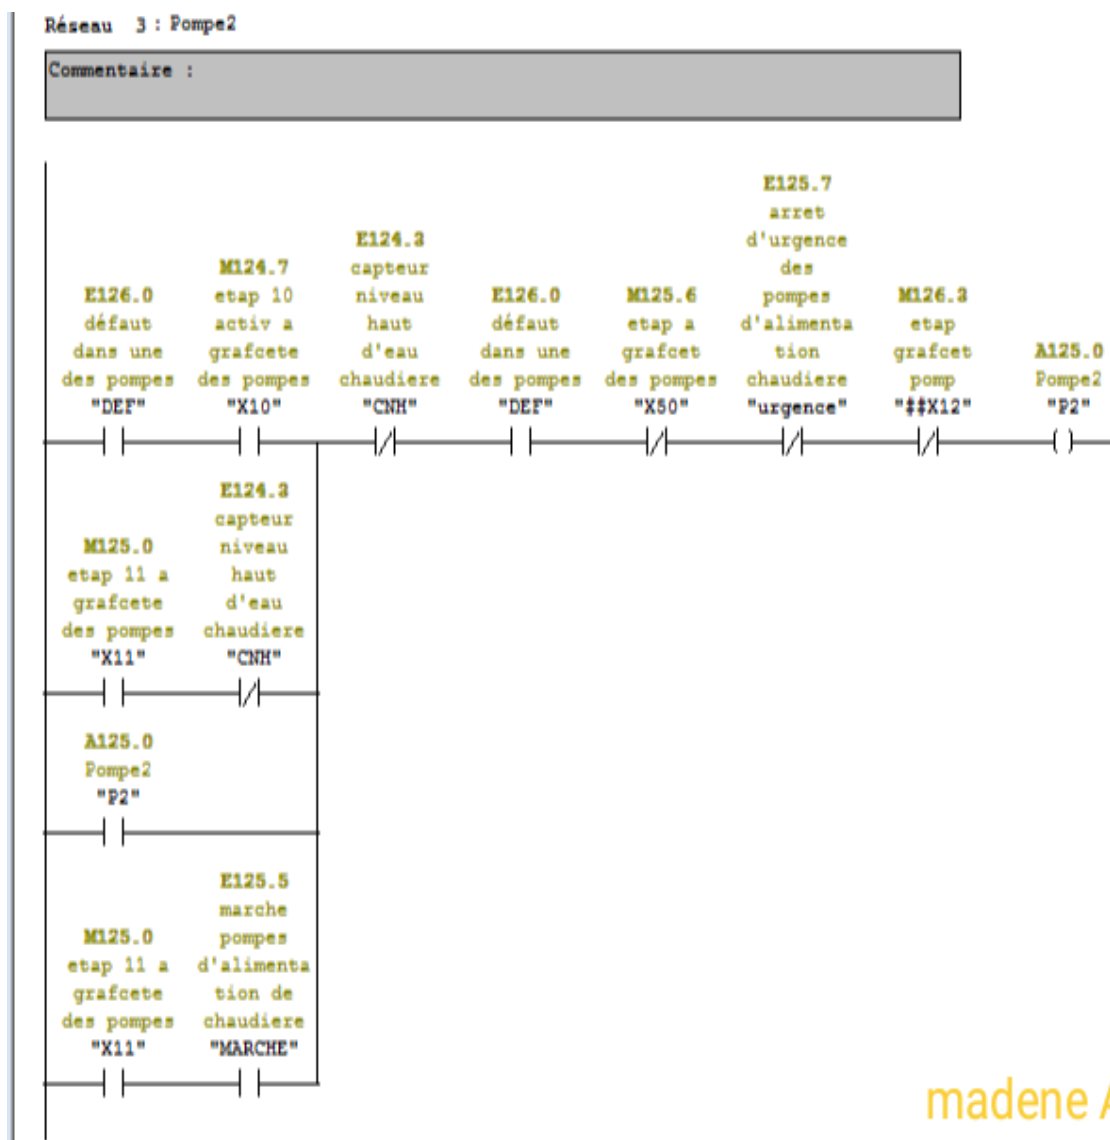 Réseau 3 : Pompe2
Commentaire :
E126.0
défaut
dans une
des pompes
"DEF"
M124.7
etap 10
activ a
grafcete
des pompes
"X10"
E124.3
capteur
niveau
haut
d'eau
chaudiere
"CNH"
E126.0
défaut
dans une
des pompes
"DEF"
M125.6
etap a
grafcet
des pompes
"X50"
E125.7
arret
d'urgence
des
pompes
d'alimenta
tion
chaudiere
"urgence"
M126.3
etap
grafcet
pomp
"##X12"
A125.0
Pompe2
"P2"
M125.0
etap 11 a
grafcete
des pompes
"X11"
E124.3
capteur
niveau
haut
d'eau
chaudiere
"CNH"
A125.0
Pompe2
"P2"
M125.0
etap 11 a
grafcete
des pompes
"X11"
E125.5
marche
pompes
d'alimenta
tion de
chaudiere
"MARCHE"
madene A